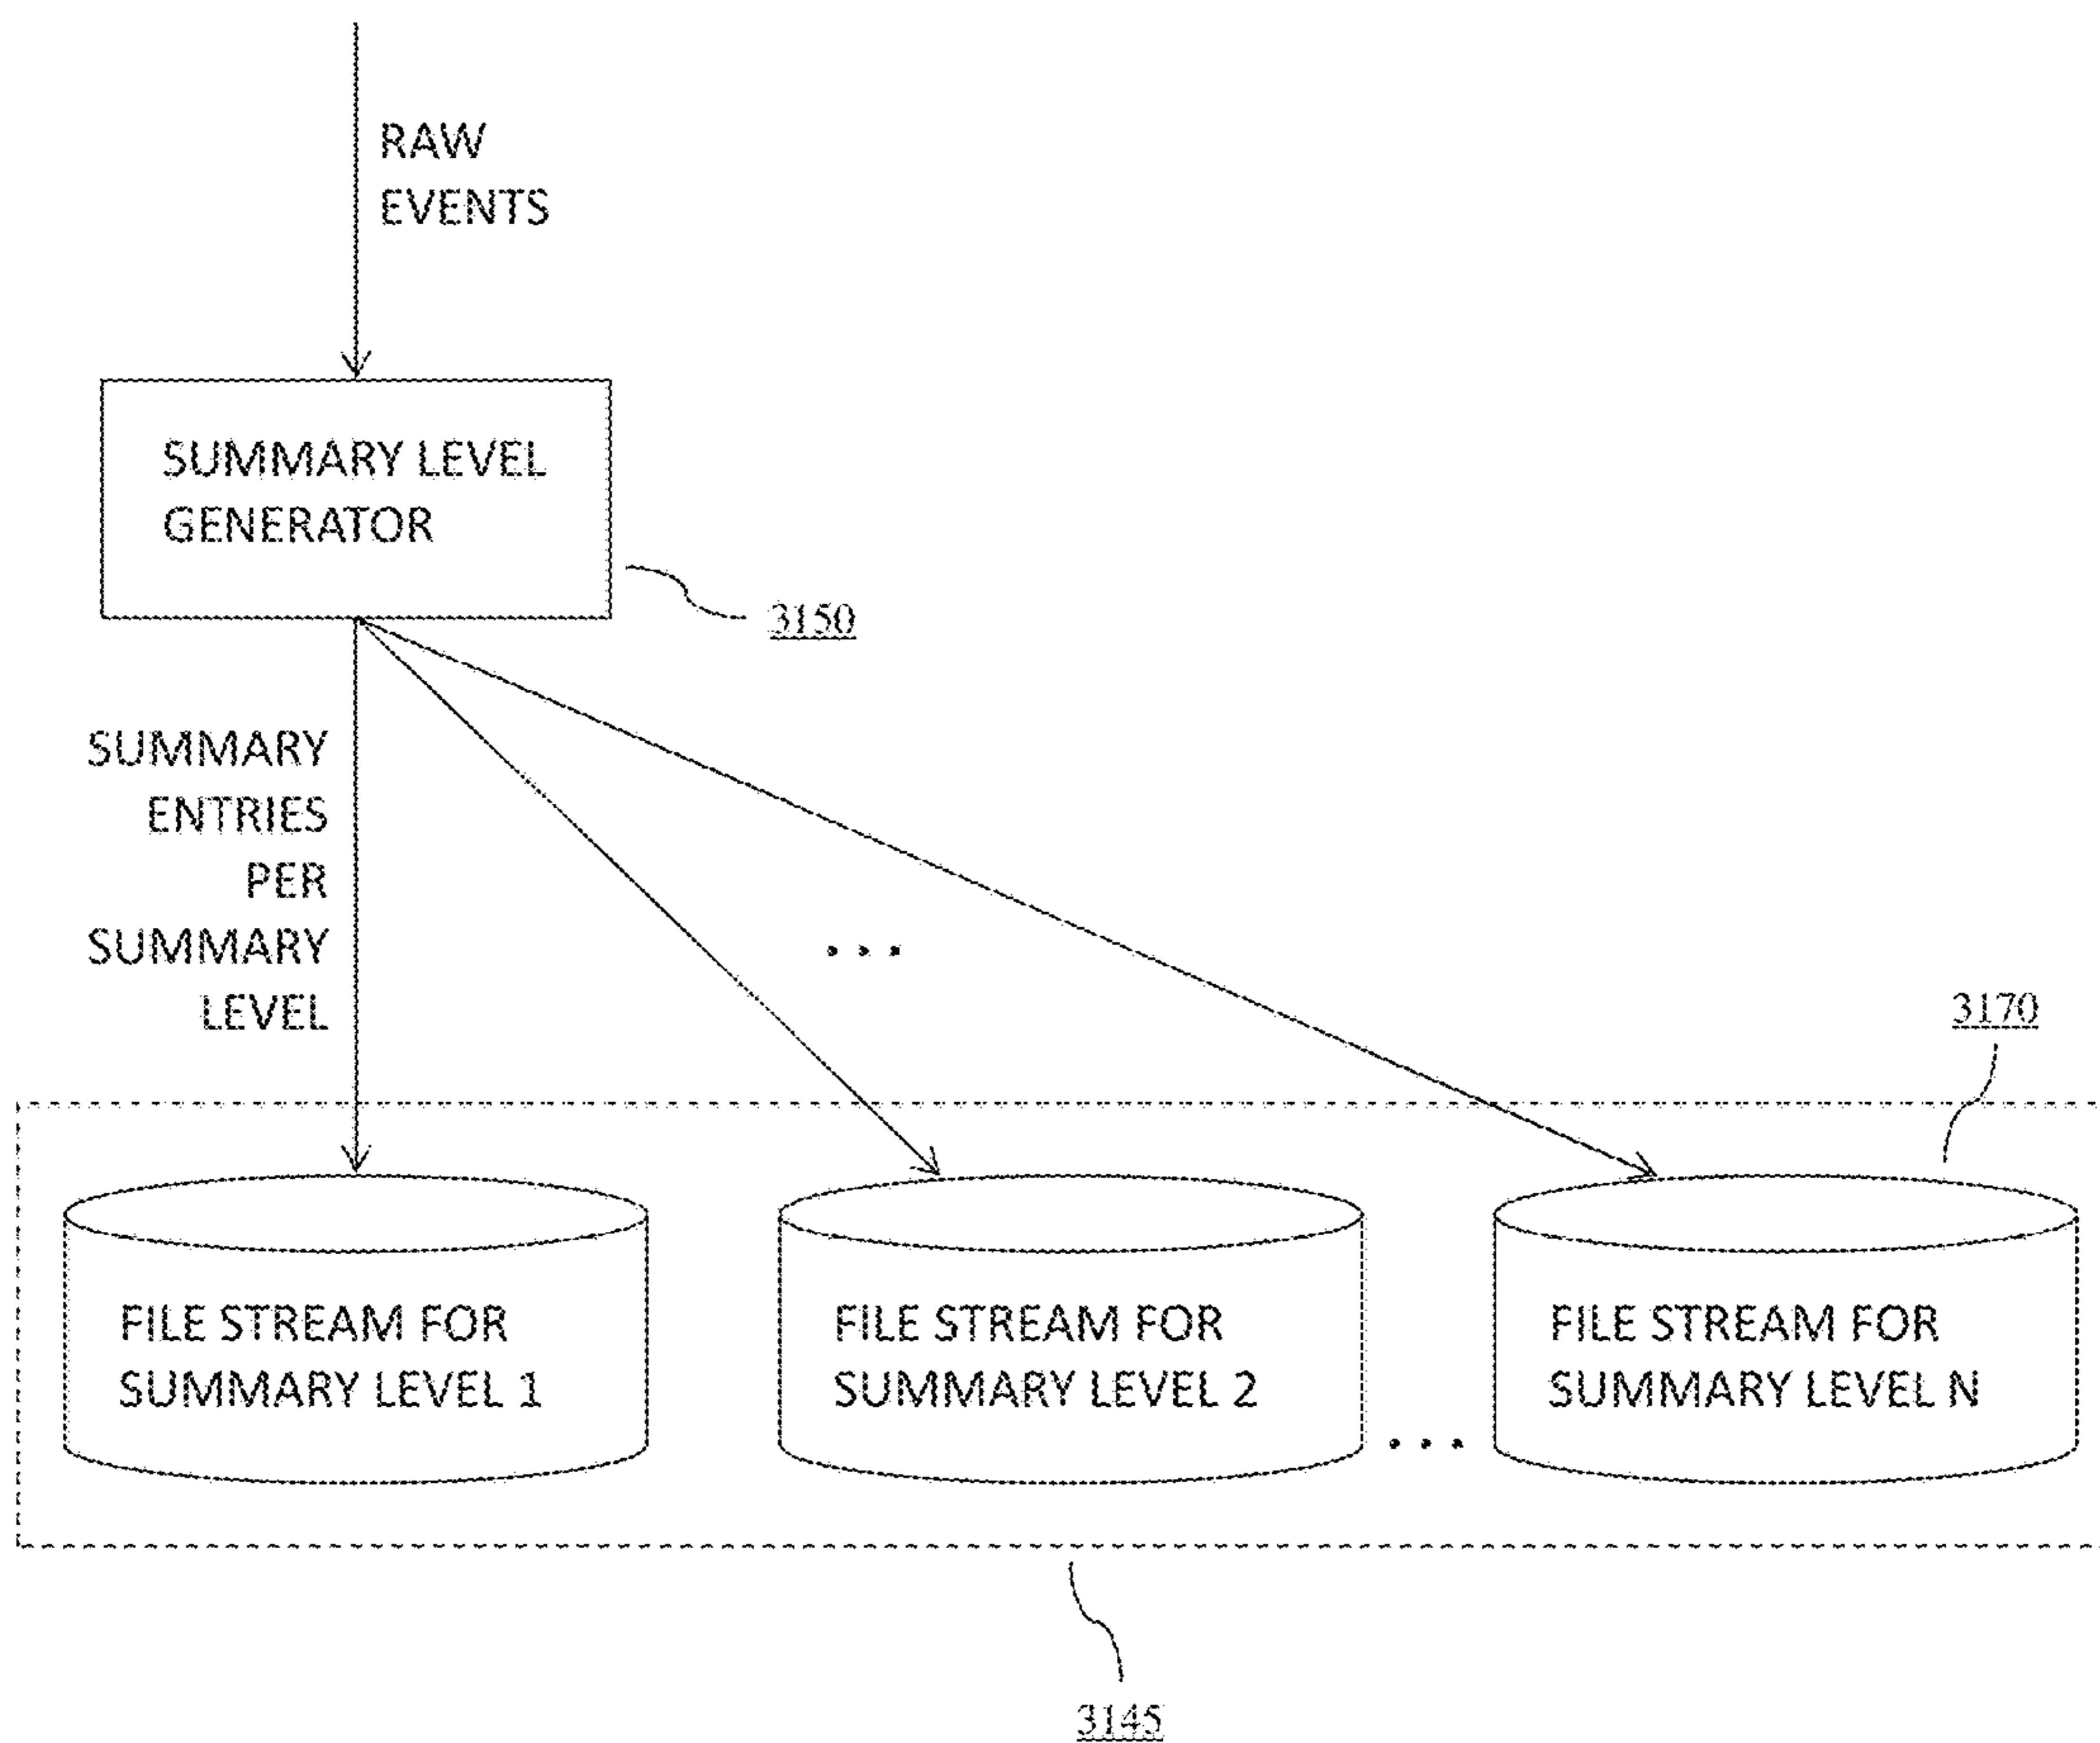 RAW
EVENTS
SUMMARY LEVEL
GENERATOR
3150
SUMMARY
ENTRIES
PER
SUMMARY
LEVEL
...
3170
FILE STREAM FOR
SUMMARY LEVEL 1
FILE STREAM FOR
SUMMARY LEVEL 2
...
FILE STREAM FOR
SUMMARY LEVEL N
3145